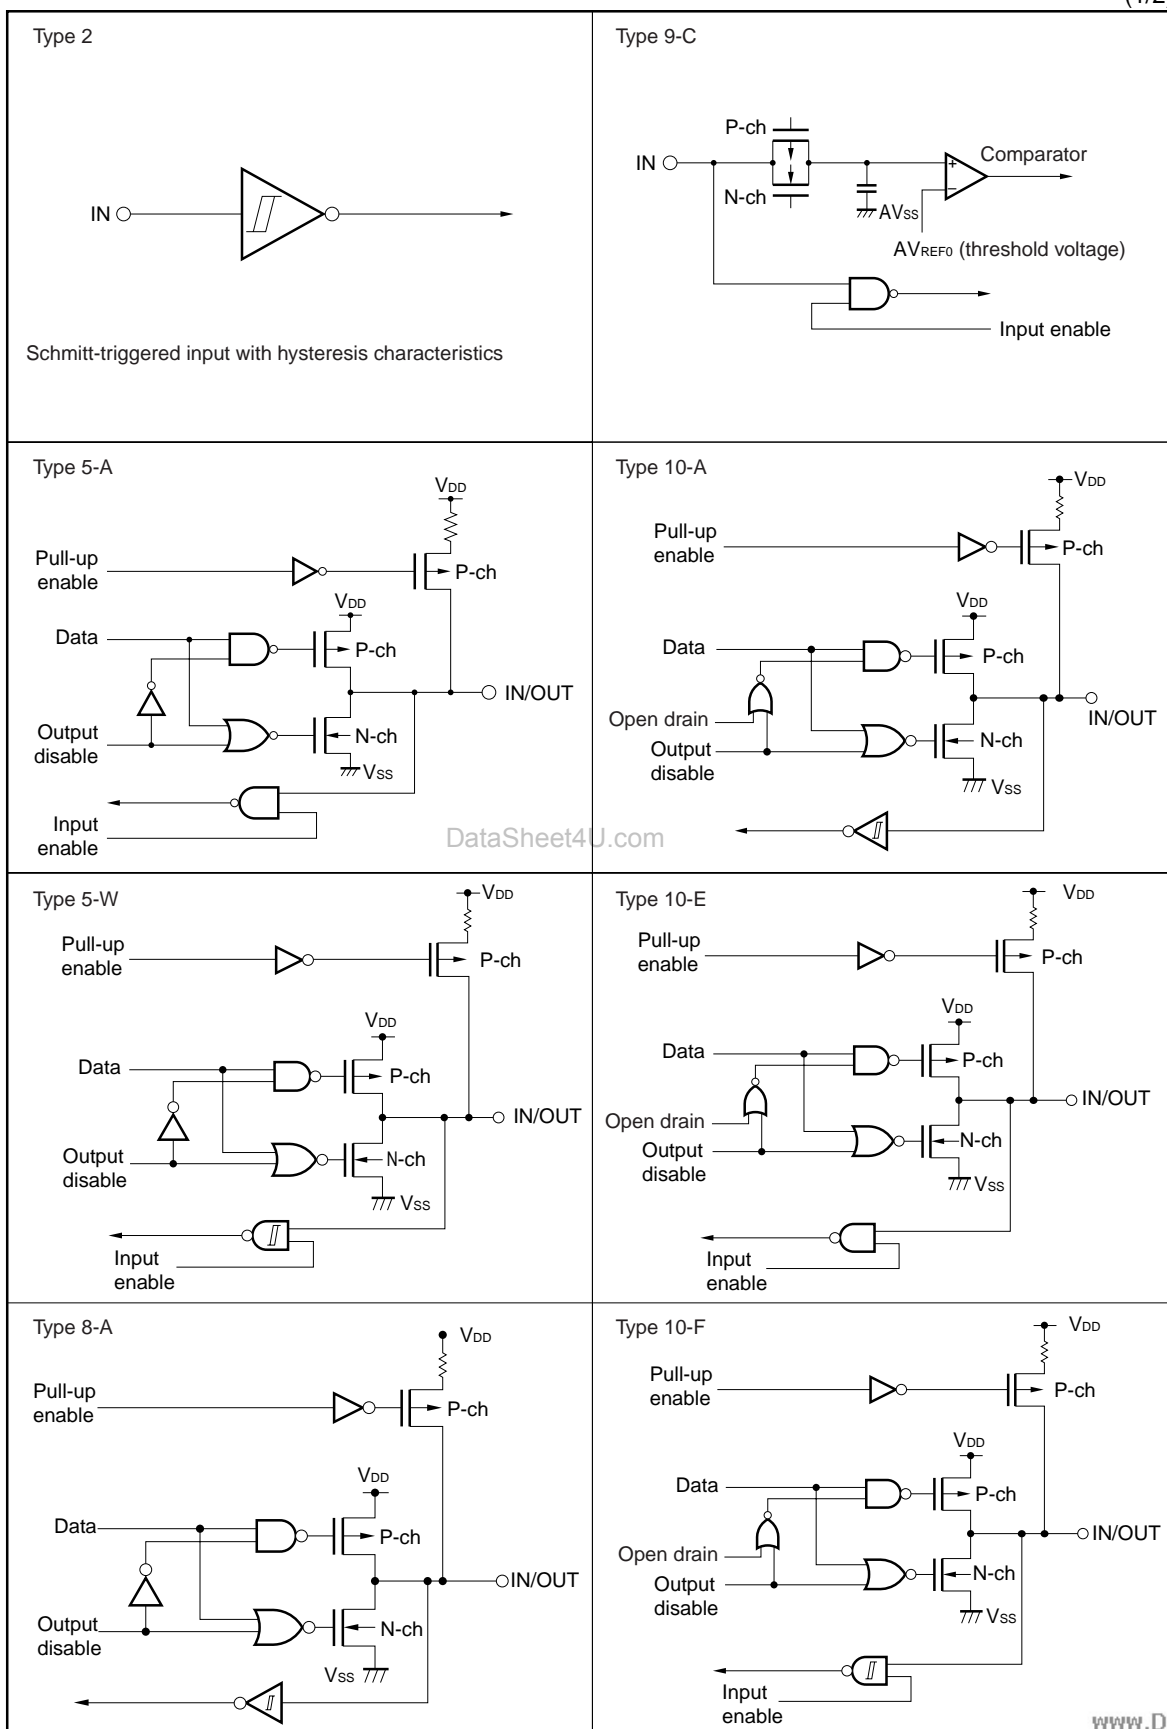 (1/2)
Type 2
IN
Schmitt-triggered input with hysteresis characteristics
Type 9-C
P-ch
IN
N-ch
Comparator
+
−
AVSS
AVREF0 (threshold voltage)
Input enable
Type 5-A
VDD
Pull-up
enable
P-ch
VDD
Data
P-ch
IN/OUT
Output
disable
N-ch
VSS
Input
enable
Type 10-A
VDD
Pull-up
enable
P-ch
VDD
Data
P-ch
Open drain
IN/OUT
Output
disable
N-ch
VSS
DataSheet4U.com
Type 5-W
VDD
Pull-up
enable
P-ch
VDD
Data
P-ch
IN/OUT
Output
disable
N-ch
VSS
Input
enable
Type 10-E
VDD
Pull-up
enable
P-ch
VDD
Data
P-ch
IN/OUT
Open drain
Output
disable
N-ch
VSS
Input
enable
Type 8-A
VDD
Pull-up
enable
P-ch
VDD
Data
P-ch
IN/OUT
Output
disable
N-ch
VSS
Type 10-F
VDD
Pull-up
enable
P-ch
VDD
Data
P-ch
IN/OUT
Open drain
Output
disable
N-ch
VSS
Input
enable
www.D